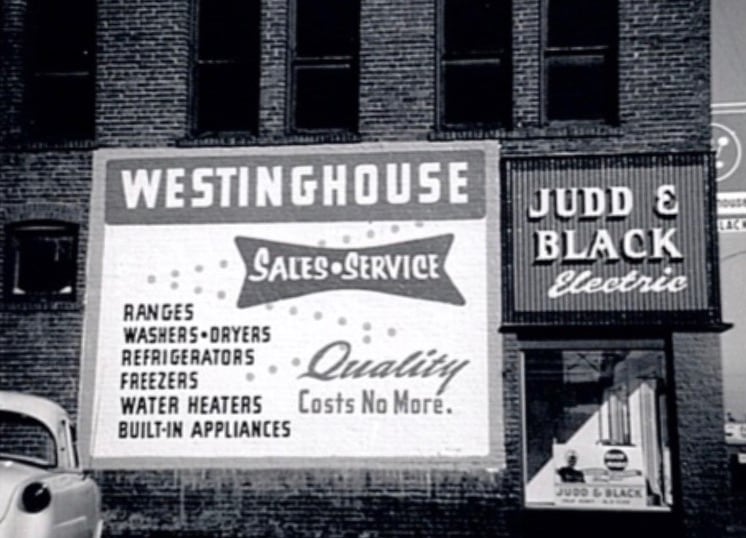 WESTINGHOUSE
SALES•SERVICE
RANGES
WASHERS•DRYERS
REFRIGERATORS
FREEZERS
WATER HEATERS
BUILT-IN APPLIANCES
Quality
Costs No More.
JUDD &
BLACK
Electric
JUDD & BLACK